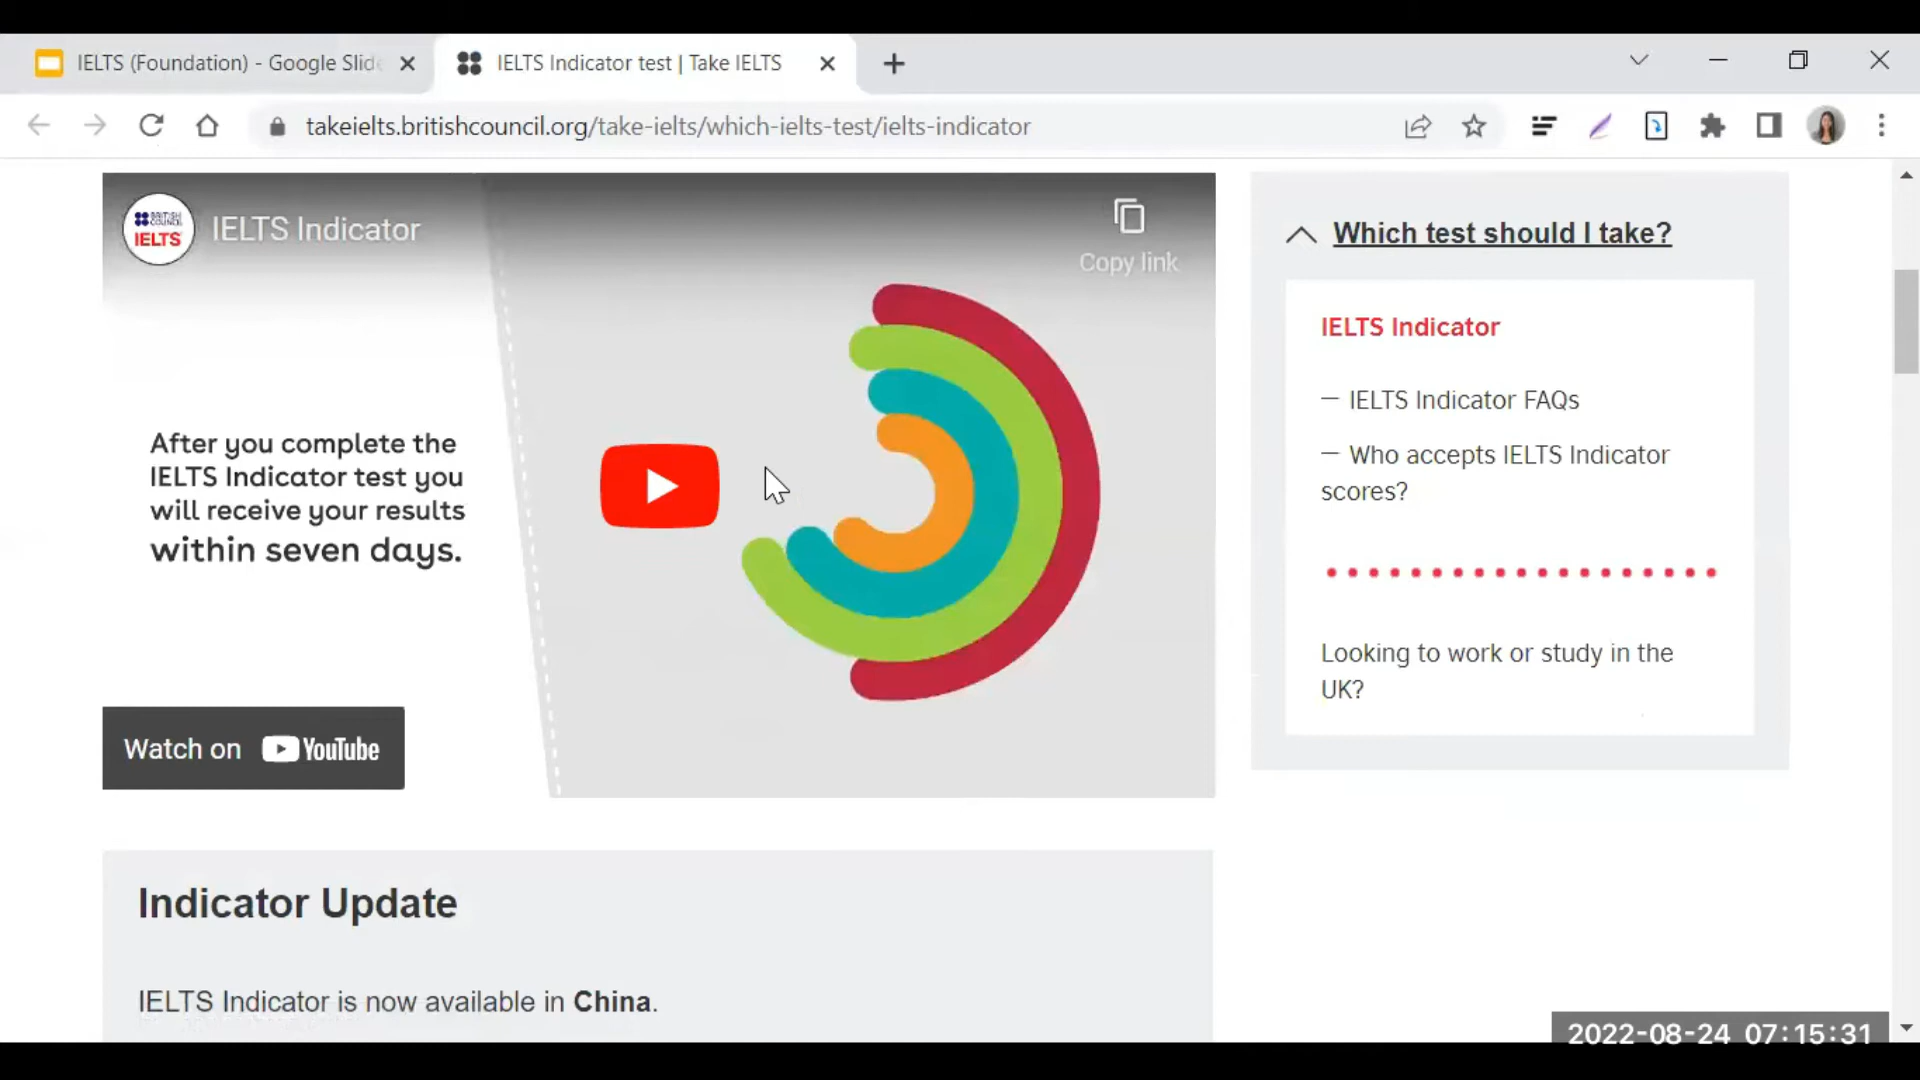 IELTS (Foundation) - Google Slide
IELTS Indicator test | Take IELTS
takeielts.britishcouncil.org/take-ielts/which-ielts-test/ielts-indicator
BRITISH
COUNCIL
IELTS
IELTS Indicator
Copy link
After you complete the
IELTS Indicator test you
will receive your results
within seven days.
Watch on YouTube
Which test should I take?
IELTS Indicator
— IELTS Indicator FAQs
— Who accepts IELTS Indicator
scores?
Looking to work or study in the
UK?
Indicator Update
IELTS Indicator is now available in China.
2022-08-24 07:15:31